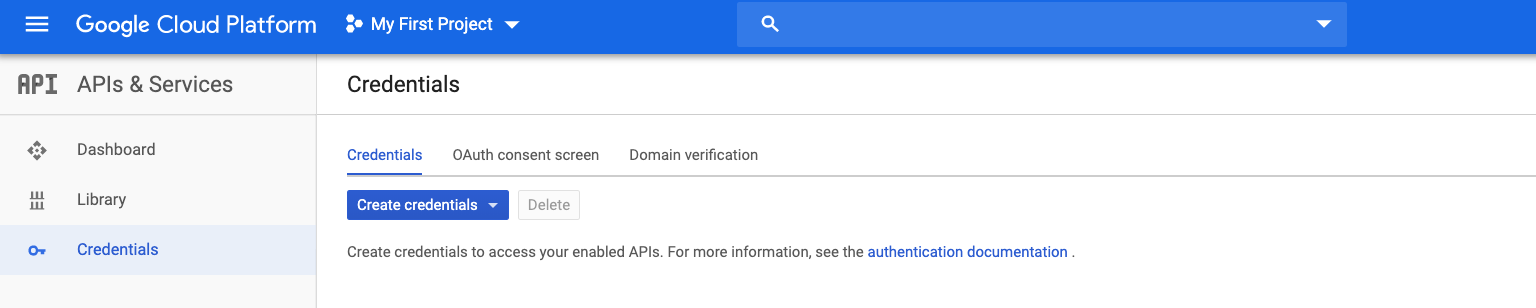 Google Cloud Platform My First Project
API APIs & Services
Credentials
Dashboard
Library
Credentials
Credentials OAuth consent screen Domain verification
Create credentials Delete
Create credentials to access your enabled APIs. For more information, see the authentication documentation .